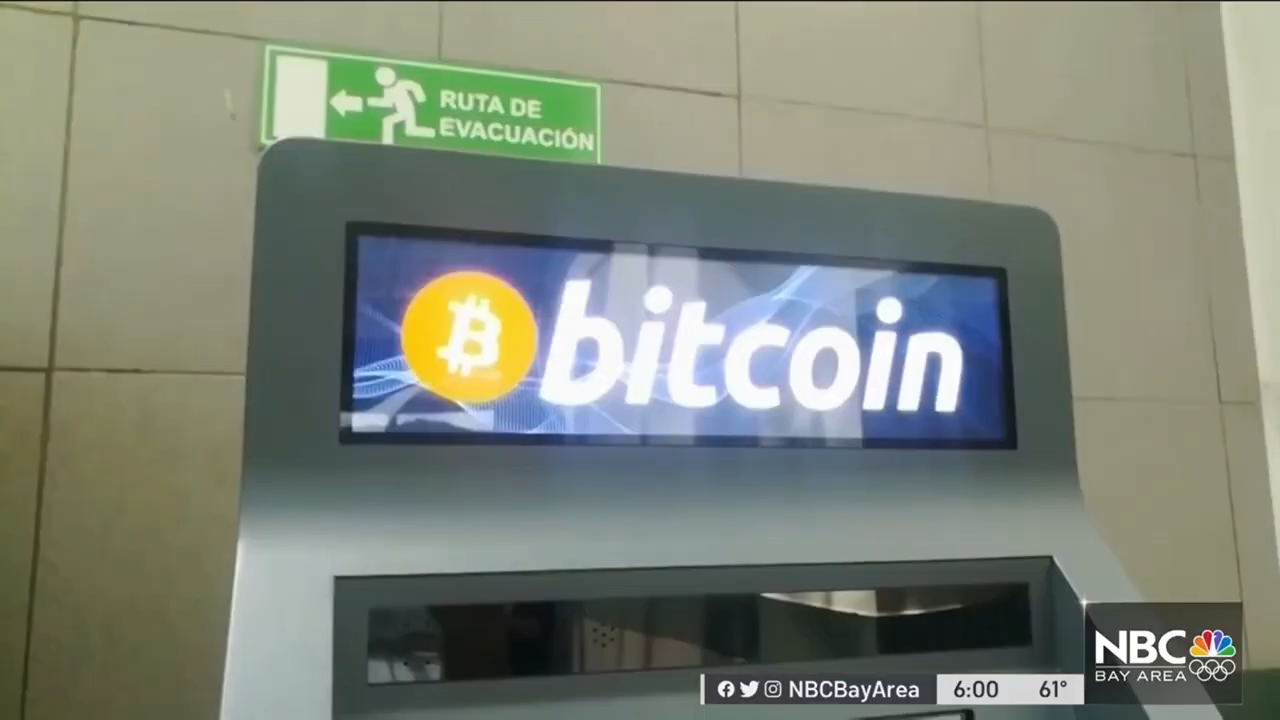 RUTA DE
EVACUACIÓN
bitcoin
NBC
BAY AREA
NBCBayArea 6:00 61°